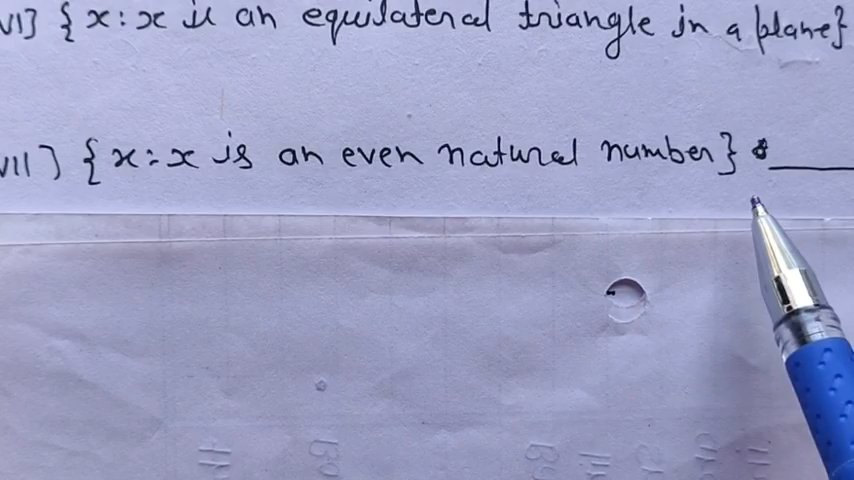 VI] { x : x is an equilateral triangle in a plane}
VII] { x : x is an even natural number}